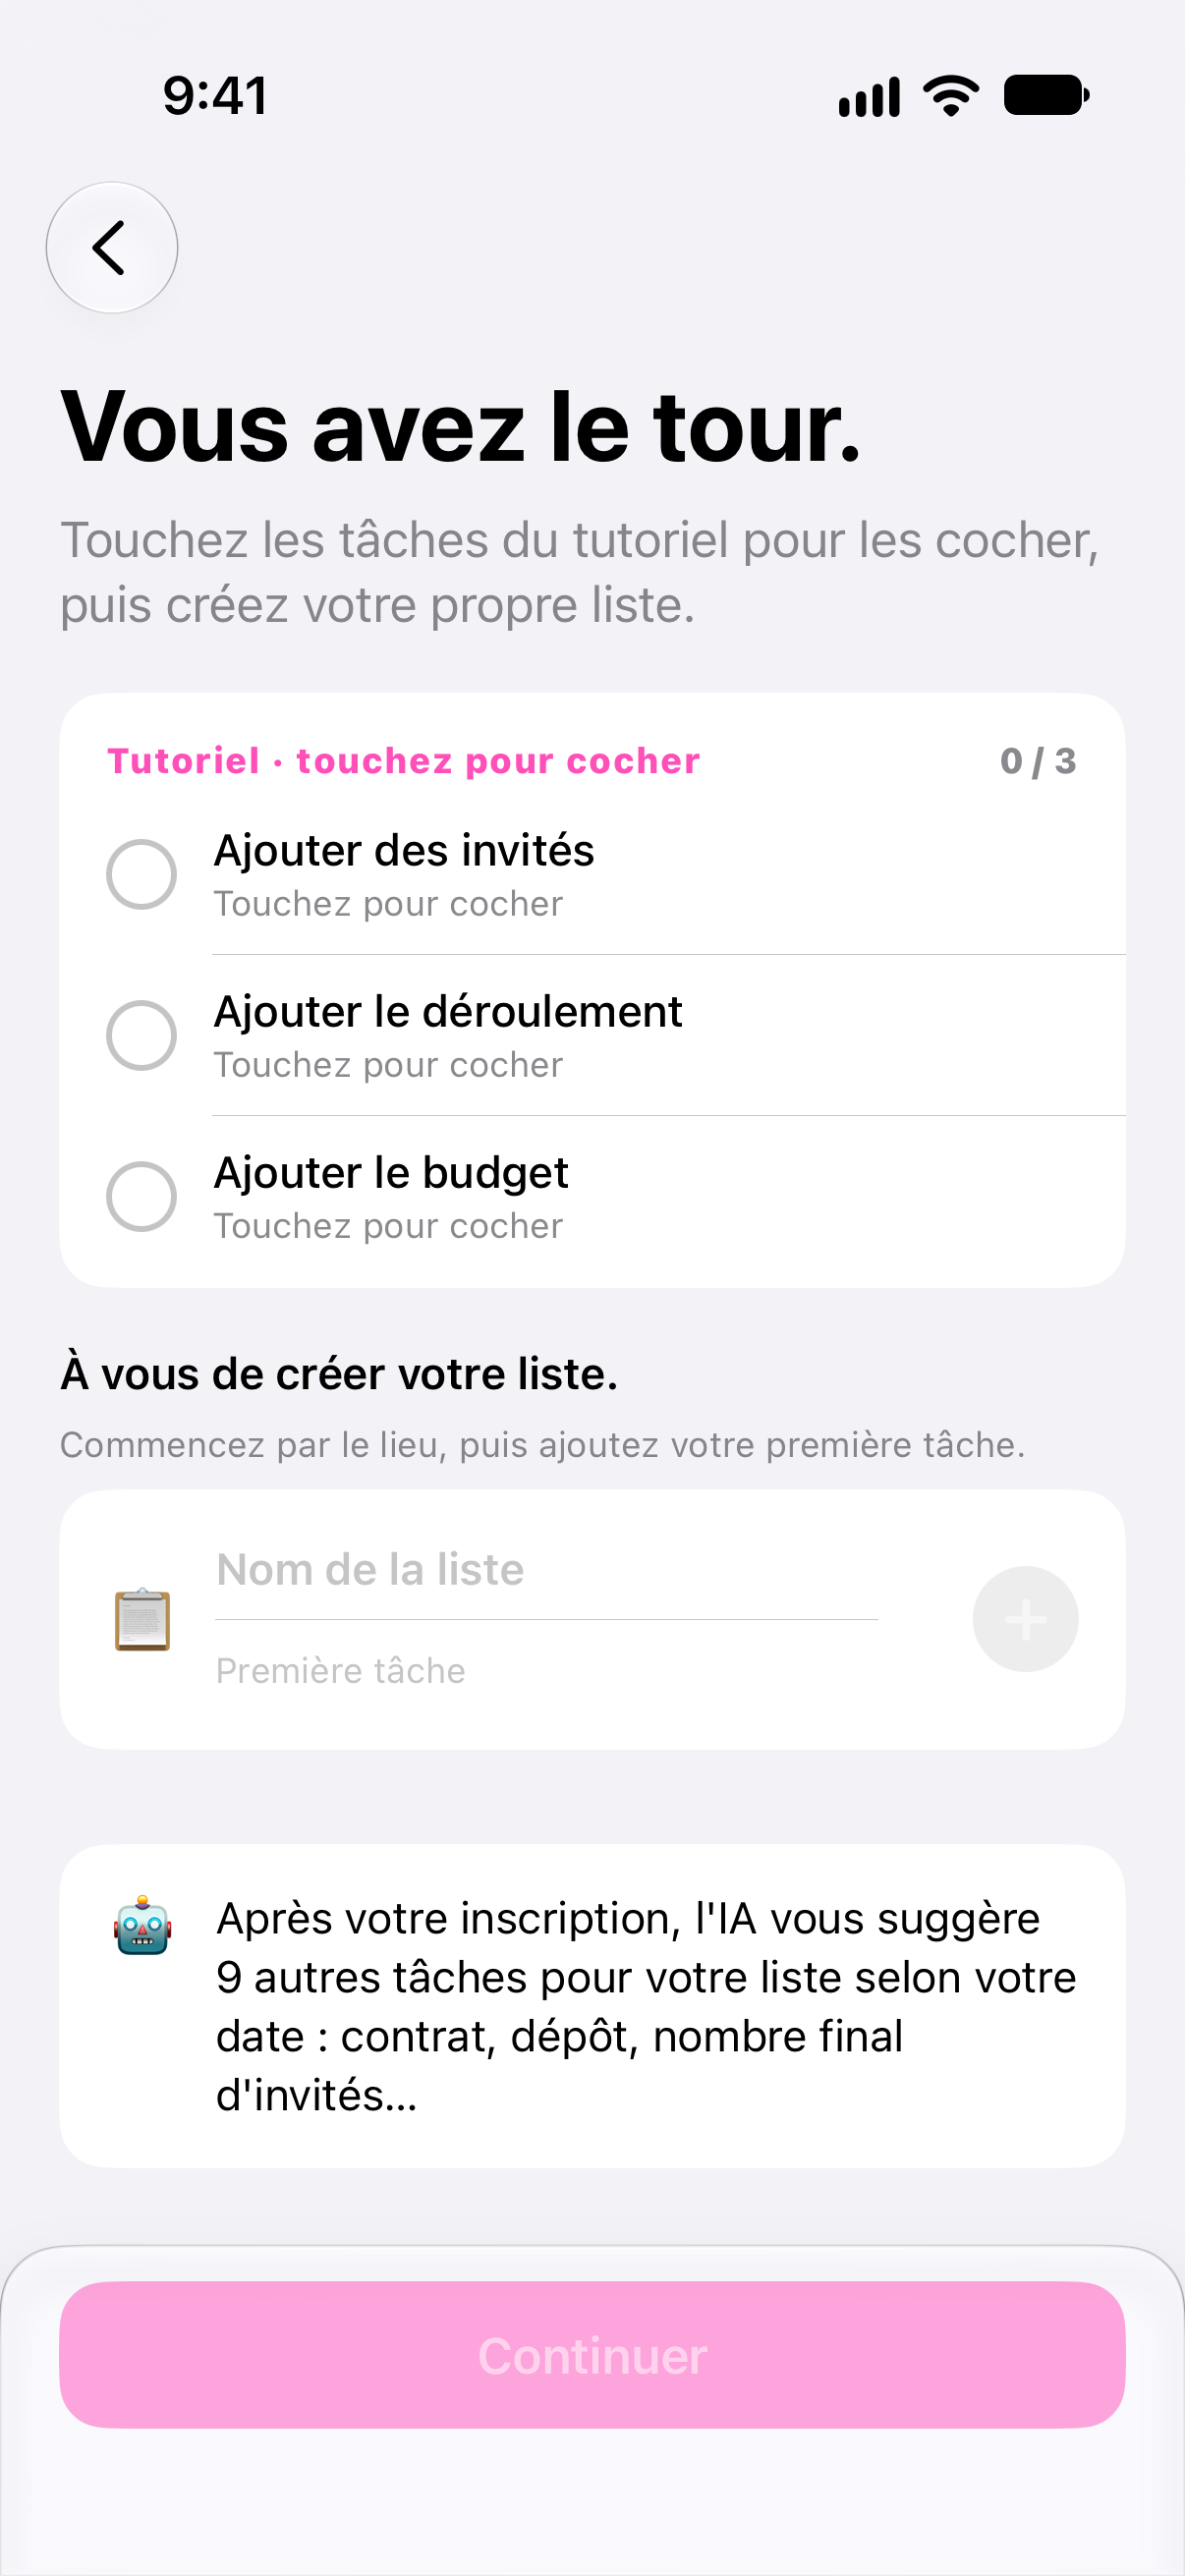 9:41
Vous avez le tour.
Touchez les tâches du tutoriel pour les cocher,
puis créez votre propre liste.
Tutoriel · touchez pour cocher
0 / 3
Ajouter des invités
Touchez pour cocher
Ajouter le déroulement
Touchez pour cocher
Ajouter le budget
Touchez pour cocher
À vous de créer votre liste.
Commencez par le lieu, puis ajoutez votre première tâche.
Nom de la liste
Première tâche
Après votre inscription, l'IA vous suggère
9 autres tâches pour votre liste selon votre
date : contrat, dépôt, nombre final
d'invités...
Continuer